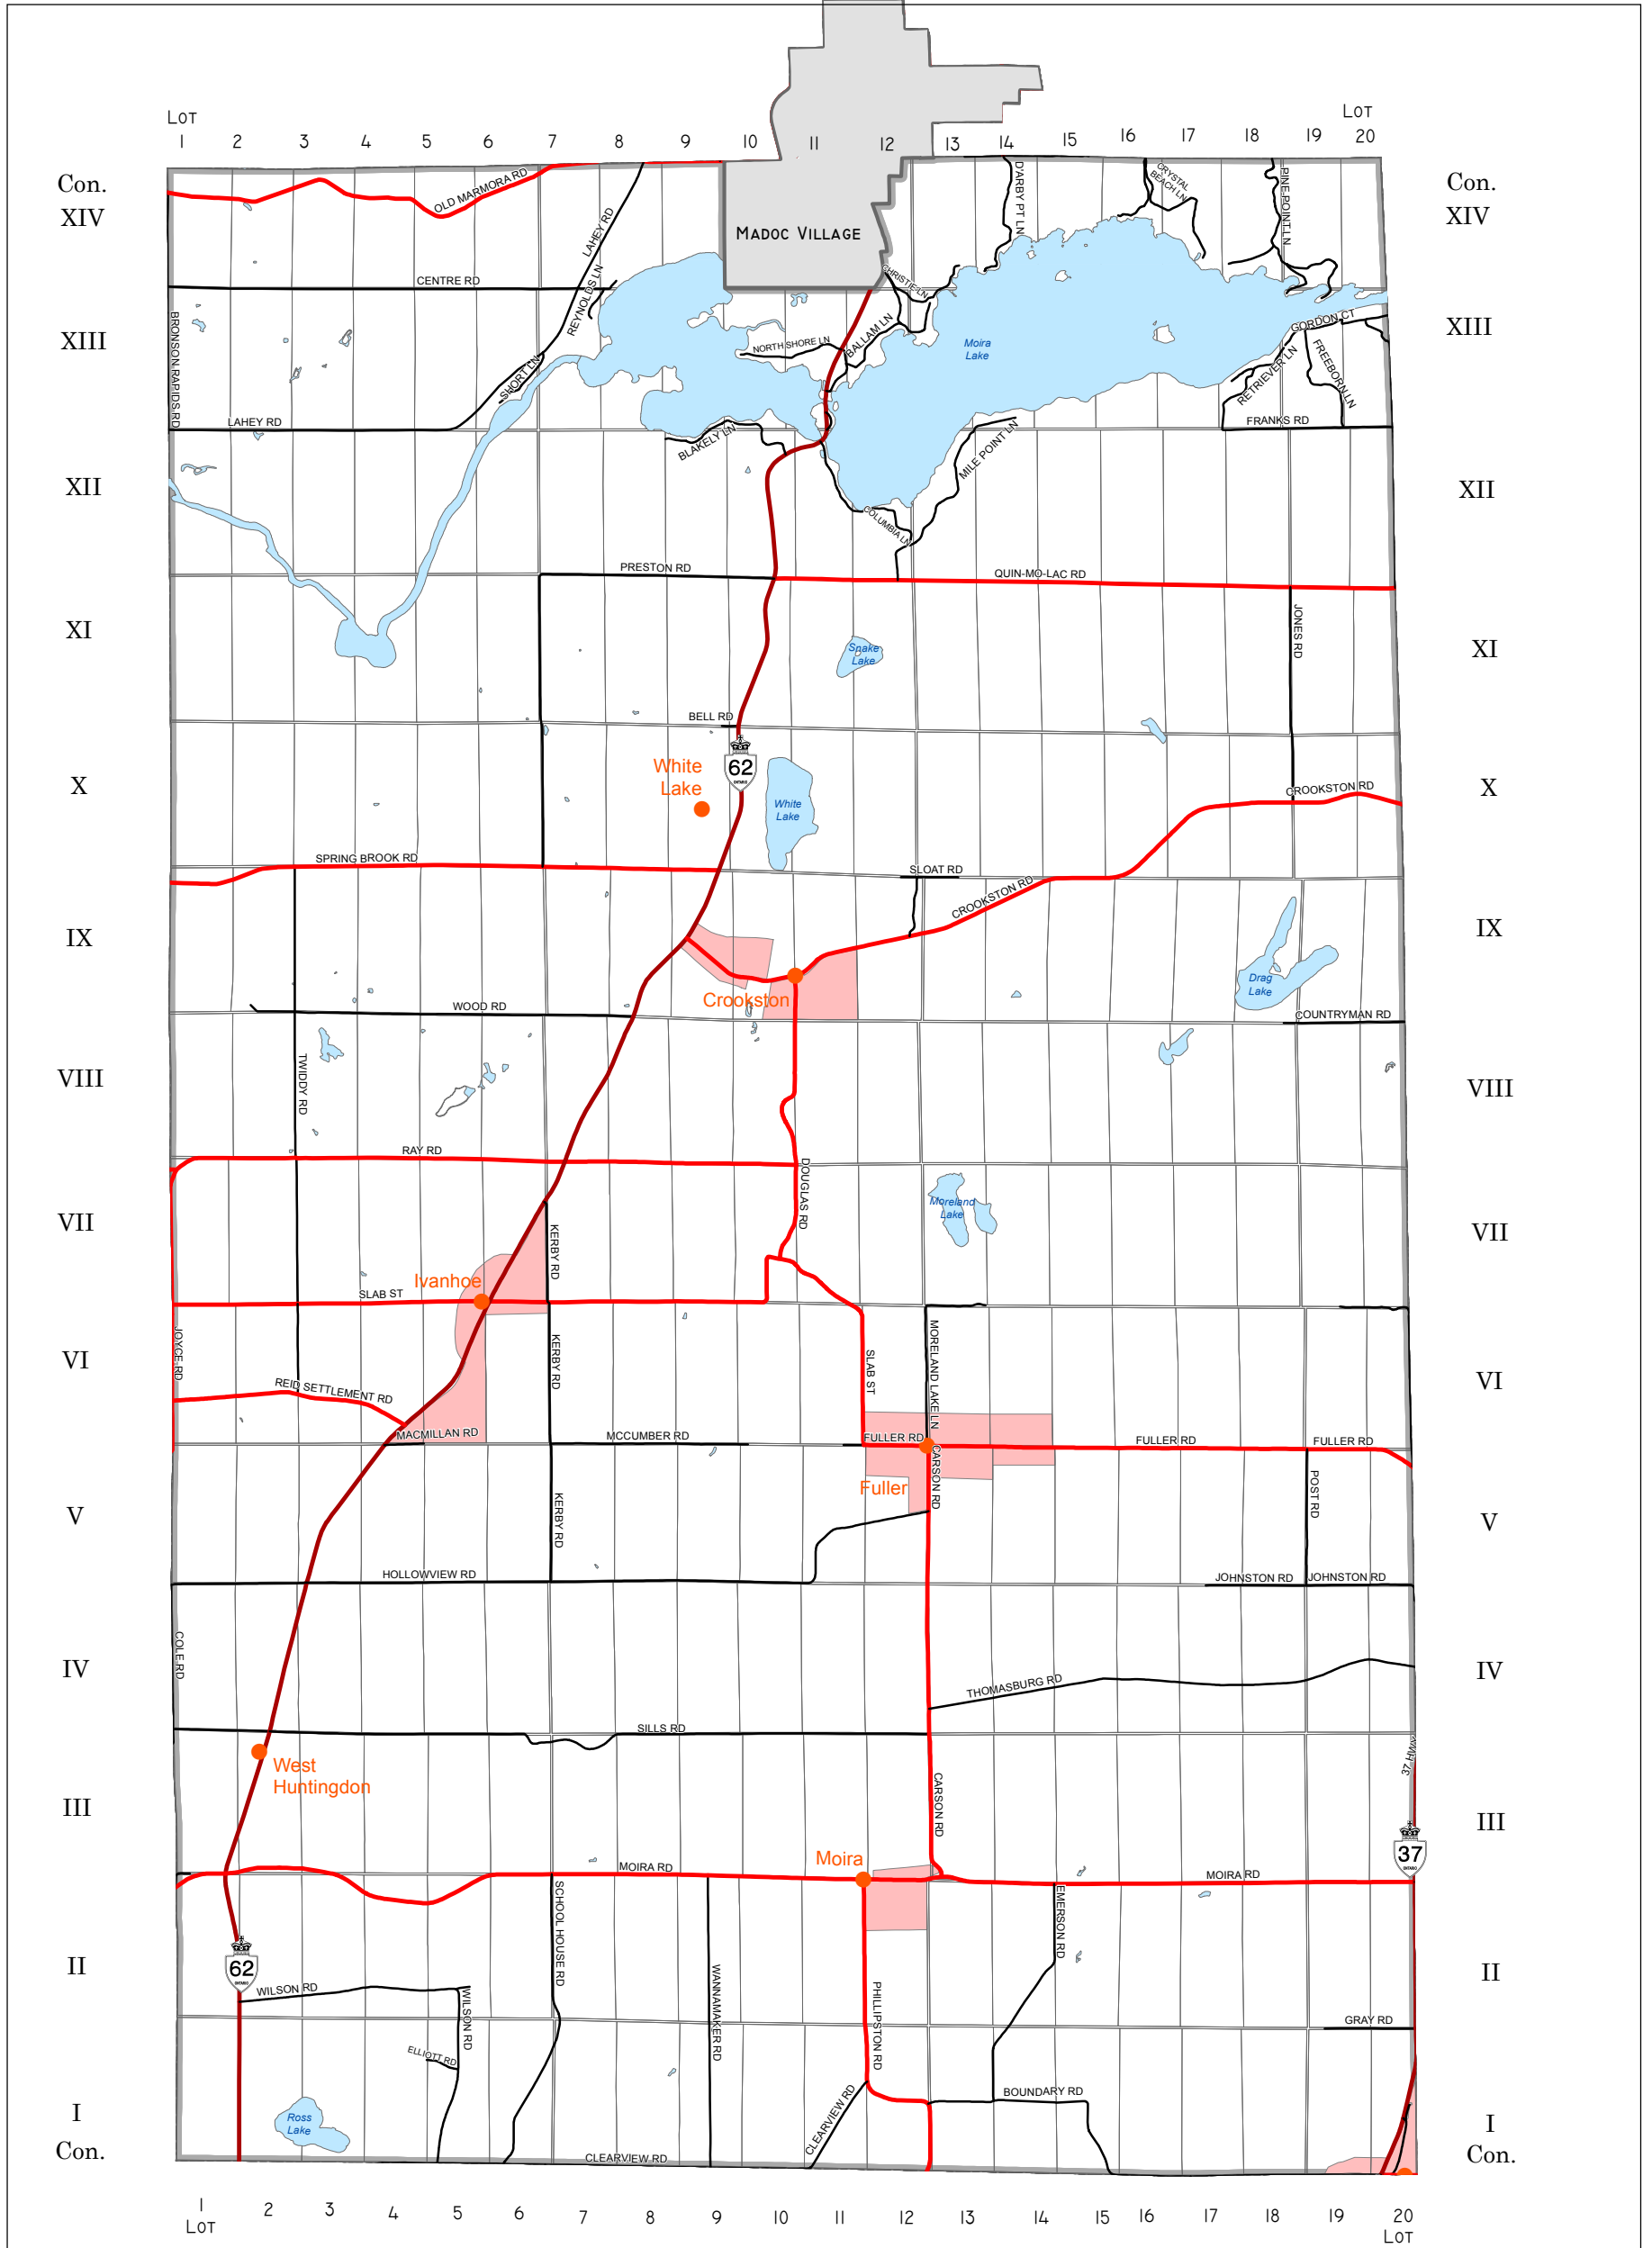 LOT
LOT
1 2 3 4 5 6 7 8 9 10 11 12 13 14 15 16 17 18 19 20
Con.
Con.
XIV
XIV
OLD MARMORA RD
LAHEY RD
MADOC VILLAGE
D'ARBY PT LN
CRYSTAL
BEACH LN
PINE POINT LN
CENTRE RD
REYNOLDS LN
CHRISTIE LN
XIII
XIII
BRONSON RAPIDS RD
SHORT LN
NORTH SHORE LN
BALLAM LN
Moira
Lake
GORDON CT
RETRIEVER LN
FREEBORN LN
LAHEY RD
BLAKELY LN
MILE POINT LN
FRANKS RD
XII
XII
COLUMBIA LN
PRESTON RD
QUIN-MO-LAC RD
XI
XI
Snake
Lake
JONES RD
BELL RD
62
ONTARIO
White
Lake
White
Lake
X
X
CROOKSTON RD
SPRING BROOK RD
SLOAT RD
CROOKSTON RD
IX
IX
Crookston
Drag
Lake
WOOD RD
COUNTRYMAN RD
VIII
VIII
TWIDDY RD
RAY RD
DOUGLAS RD
VII
VII
Moreland
Lake
KERBY RD
Ivanhoe
SLAB ST
VI
VI
JOYCE RD
KERBY RD
SLAB ST
MORELAND LAKE LN
REID SETTLEMENT RD
MACMILLAN RD
MCCUMBER RD
FULLER RD
FULLER RD
FULLER RD
Fuller
CARSON RD
V
V
KERBY RD
POST RD
HOLLOWVIEW RD
JOHNSTON RD
JOHNSTON RD
IV
IV
COLE RD
THOMASBURG RD
SILLS RD
West
Huntingdon
III
III
CARSON RD
37
ONTARIO
Moira
MOIRA RD
MOIRA RD
II
II
SCHOOL HOUSE RD
EMERSON RD
62
ONTARIO
WILSON RD
WILSON RD
WANNAMAKER RD
PHILLIPSTON RD
GRAY RD
ELLIOTT RD
BOUNDARY RD
CLEARVIEW RD
Ross
Lake
I
I
Con.
Con.
CLEARVIEW RD
1 2 3 4 5 6 7 8 9 10 11 12 13 14 15 16 17 18 19 20
LOT
LOT